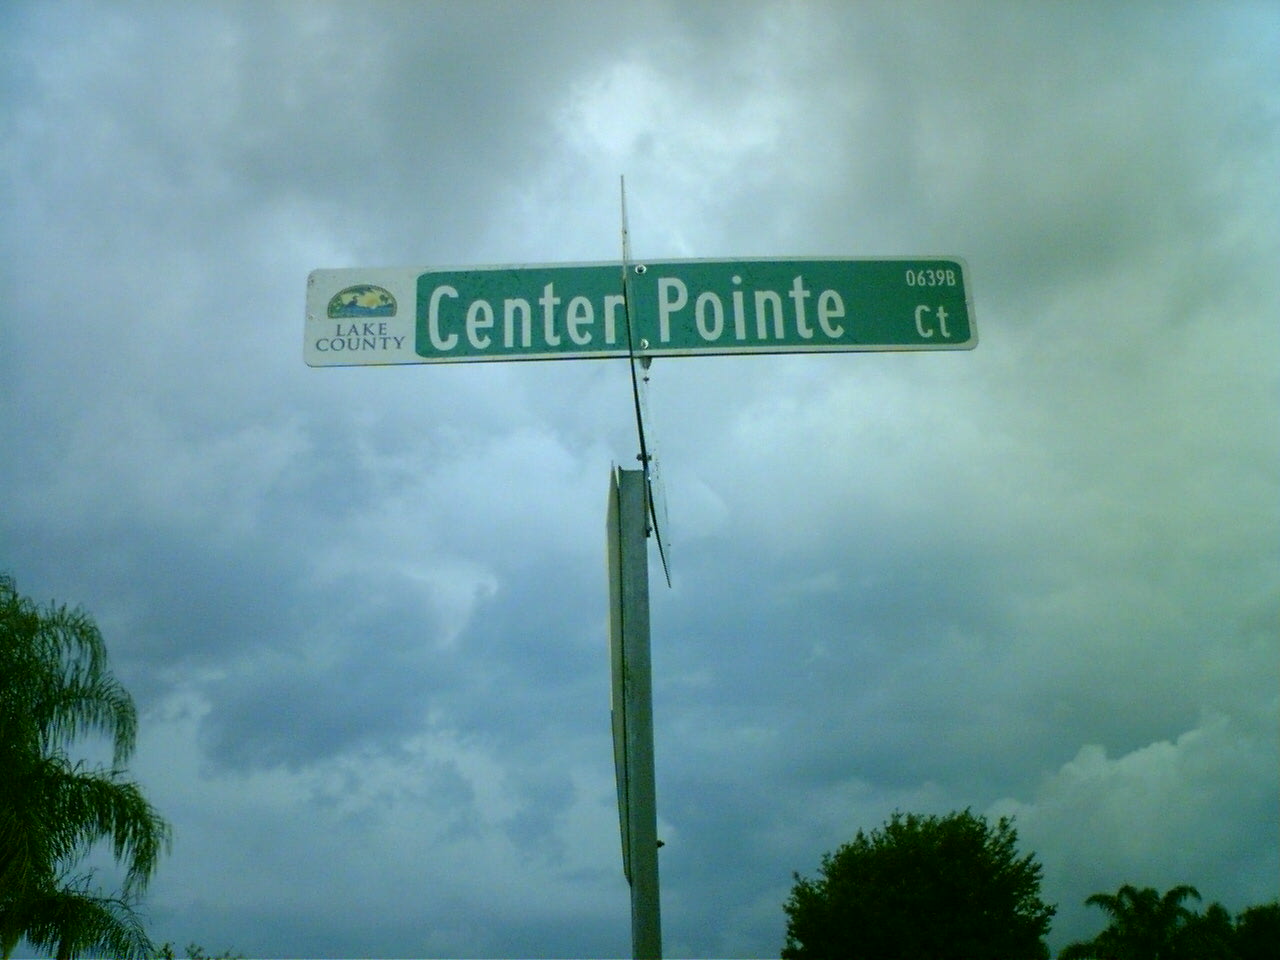 LAKE
COUNTY
Center Pointe
0639B
Ct